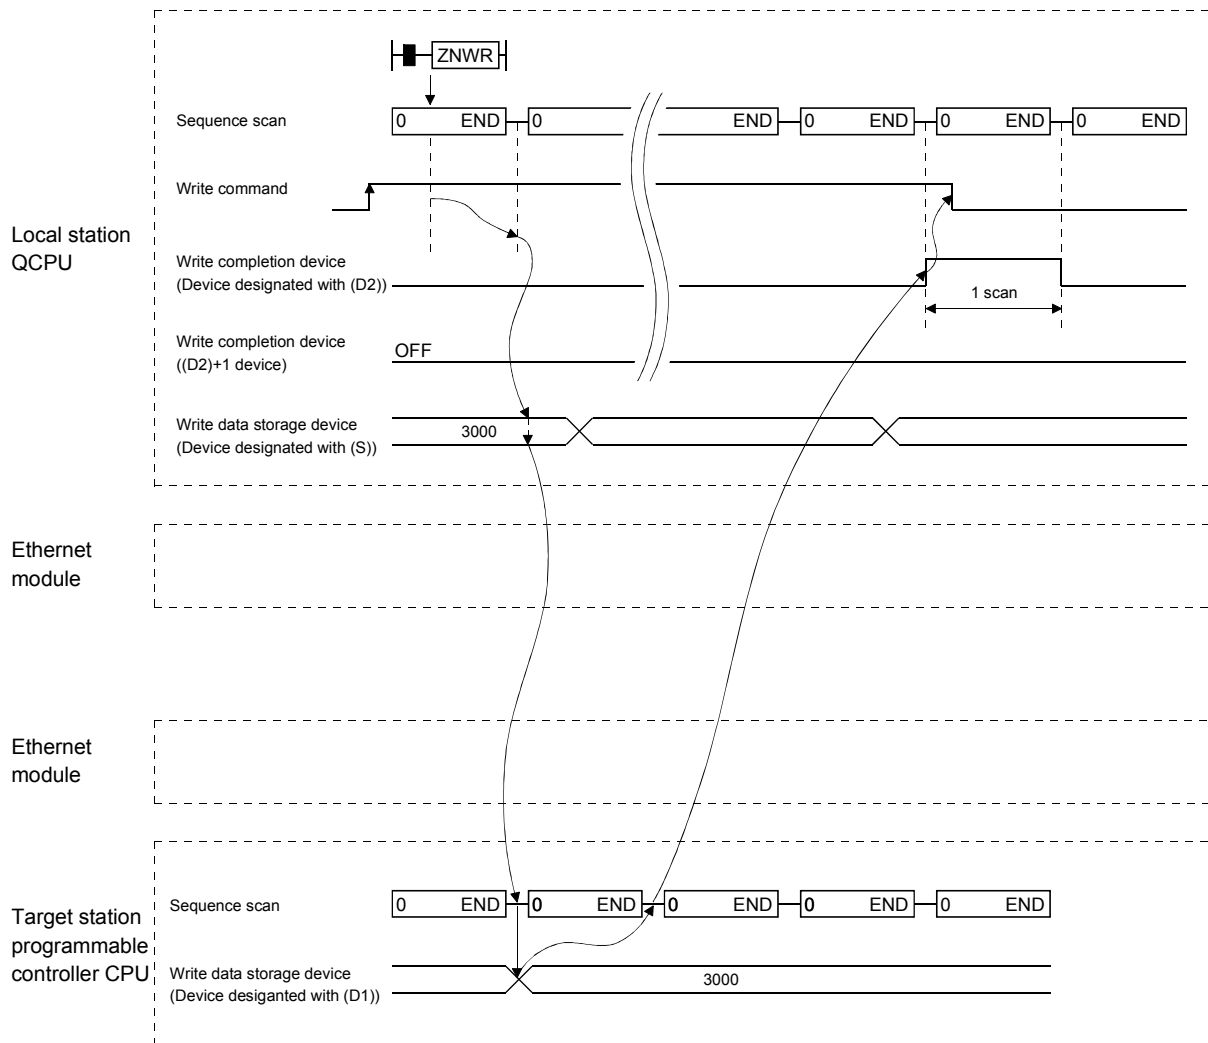 ZNWR
Sequence scan
0 END 0 END 0 END 0 END 0 END
Write command
Local station
QCPU
Write completion device
(Device designated with (D2))
1 scan
Write completion device
((D2)+1 device)
OFF
Write data storage device
(Device designated with (S))
3000
Ethernet
module
Ethernet
module
Target station
programmable
controller CPU
Sequence scan
0 END 0 END 0 END 0 END 0 END
Write data storage device
(Device desiganted with (D1))
3000